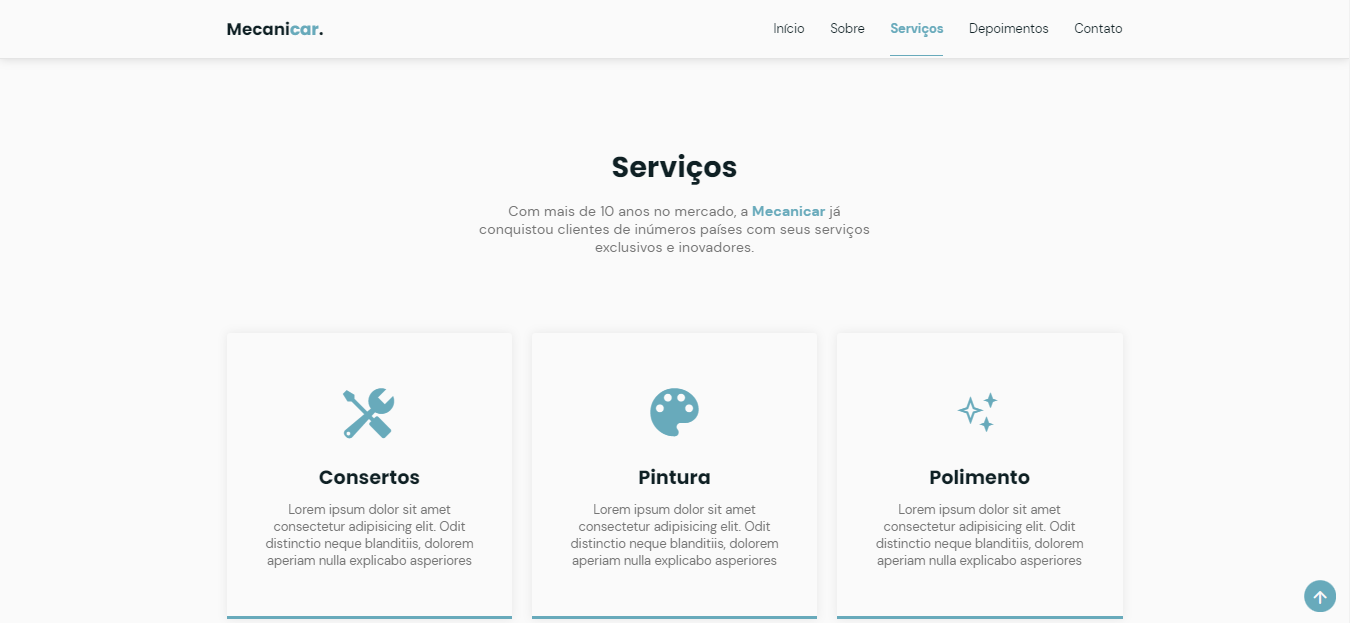 Mecanicar.
Início Sobre Serviços Depoimentos Contato
Serviços
Com mais de 10 anos no mercado, a Mecanicar já
conquistou clientes de inúmeros países com seus serviços
exclusivos e inovadores.
Consertos
Lorem ipsum dolor sit amet
consectetur adipisicing elit. Odit
distinctio neque blanditiis, dolorem
aperiam nulla explicabo asperiores
Pintura
Lorem ipsum dolor sit amet
consectetur adipisicing elit. Odit
distinctio neque blanditiis, dolorem
aperiam nulla explicabo asperiores
Polimento
Lorem ipsum dolor sit amet
consectetur adipisicing elit. Odit
distinctio neque blanditiis, dolorem
aperiam nulla explicabo asperiores